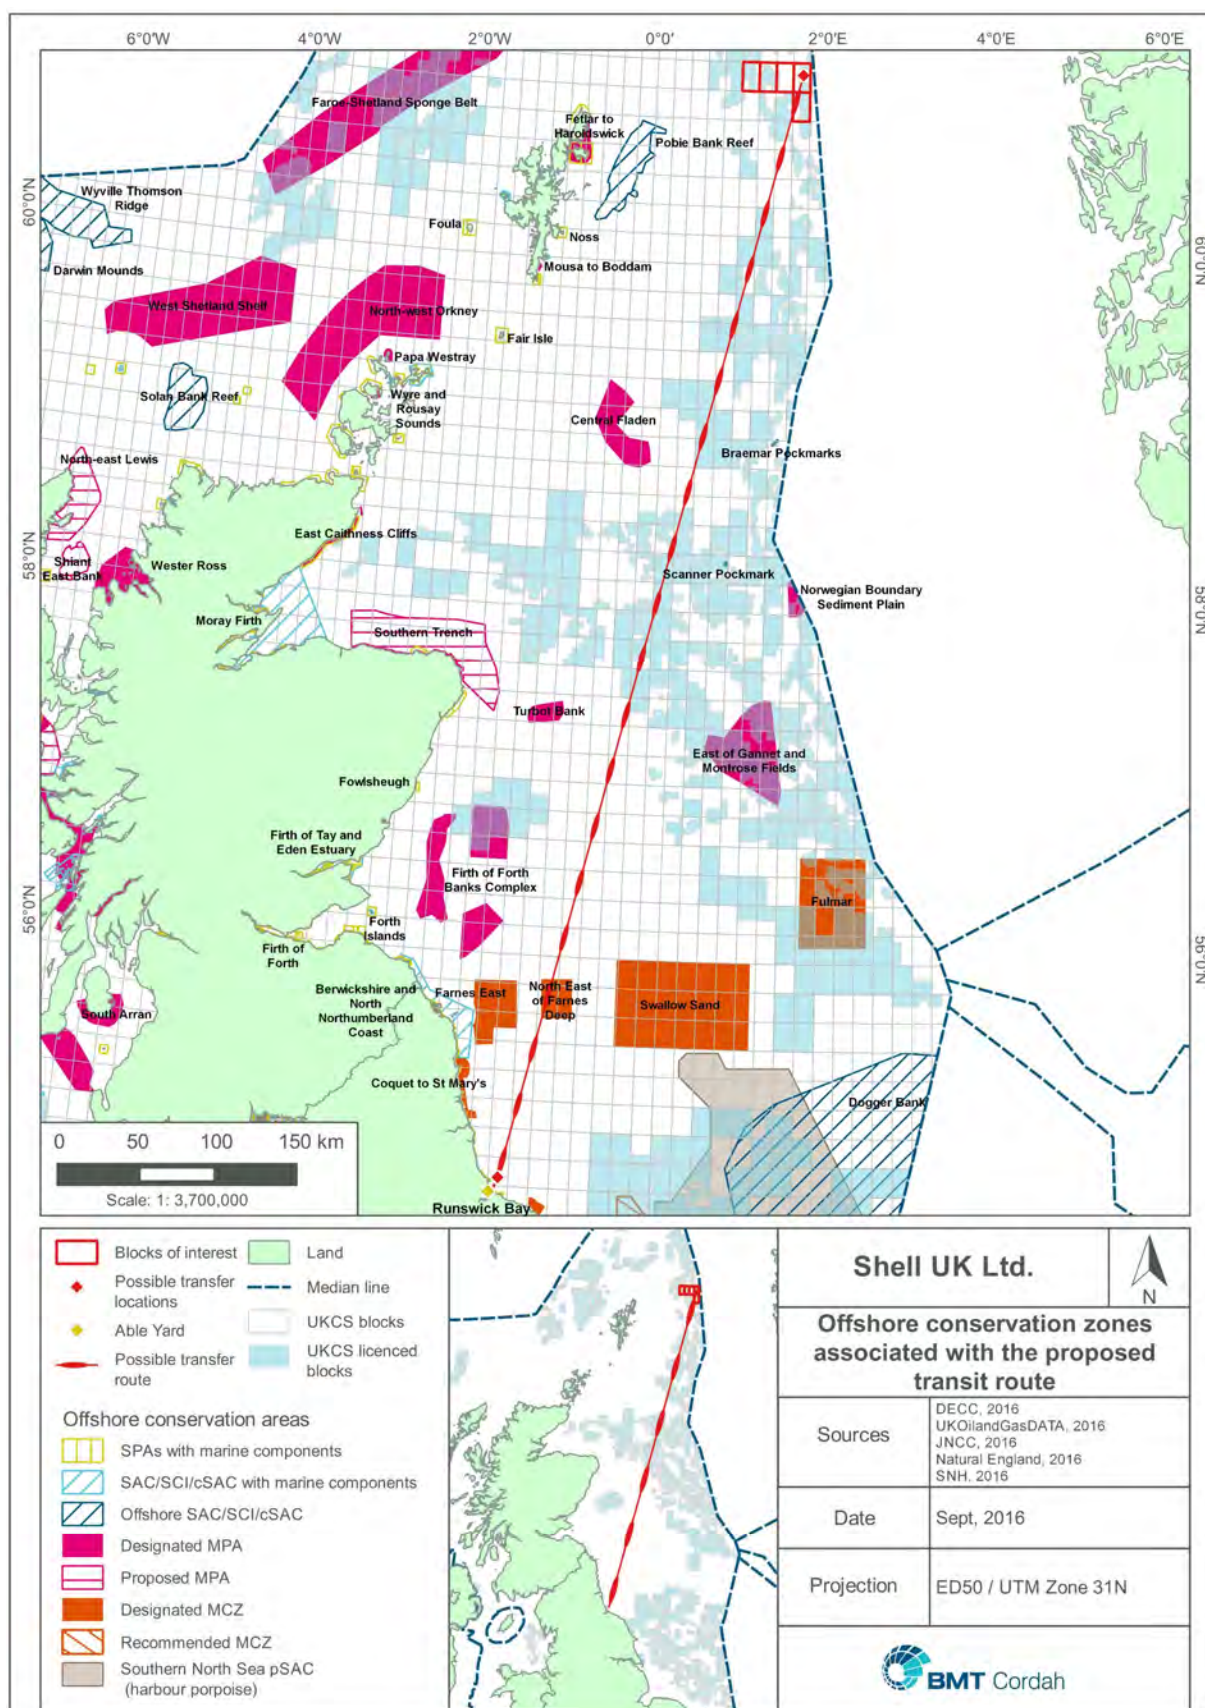 6°0'W 4°0'W 2°0'W 0°0' 2°0'E 4°0'E 6°0'E
Faroe-Shetland Sponge Belt
Fetlar to
Haroldswick
Pobie Bank Reef
60°0'N
Wyville Thomson
Ridge
Foula
Noss
60°0'N
Darwin Mounds
Mousa to Boddam
West Shetland Shelf
North-west Orkney
Fair Isle
Papa Westray
Solan Bank Reef
Wyre and
Rousay
Sounds
Central Fladen
Braemar Pockmarks
North-east Lewis
58°0'N
East Caithness Cliffs
Shiant
East Bank
Wester Ross
Scanner Pockmark
Norwegian Boundary
Sediment Plain
58°0'N
Moray Firth
Southern Trench
Turbot Bank
East of Gannet and
Montrose Fields
Fowlsheugh
Firth of Tay and
Eden Estuary
Firth of Forth
Banks Complex
56°0'N
Fulmar
Forth
Islands
Firth of
Forth
56°0'N
Berwickshire and
North
Northumberland
Coast
Farnes East
North East
of Farnes
Deep
Swallow Sand
South Arran
Coquet to St Mary's
Dogger Bank
0 50 100 150 km
Scale: 1: 3,700,000
Runswick Bay
Blocks of interest
Possible transfer
locations
Able Yard
Possible transfer
route
Land
Median line
UKCS blocks
UKCS licenced
blocks
Offshore conservation areas
SPAs with marine components
SAC/SCI/cSAC with marine components
Offshore SAC/SCI/cSAC
Designated MPA
Proposed MPA
Designated MCZ
Recommended MCZ
Southern North Sea pSAC
(harbour porpoise)
Shell UK Ltd.
N
Offshore conservation zones
associated with the proposed
transit route
Sources
DECC, 2016
UKOilandGasDATA, 2016
JNCC, 2016
Natural England, 2016
SNH. 2016
Date
Sept, 2016
Projection
ED50 / UTM Zone 31N
BMT Cordah